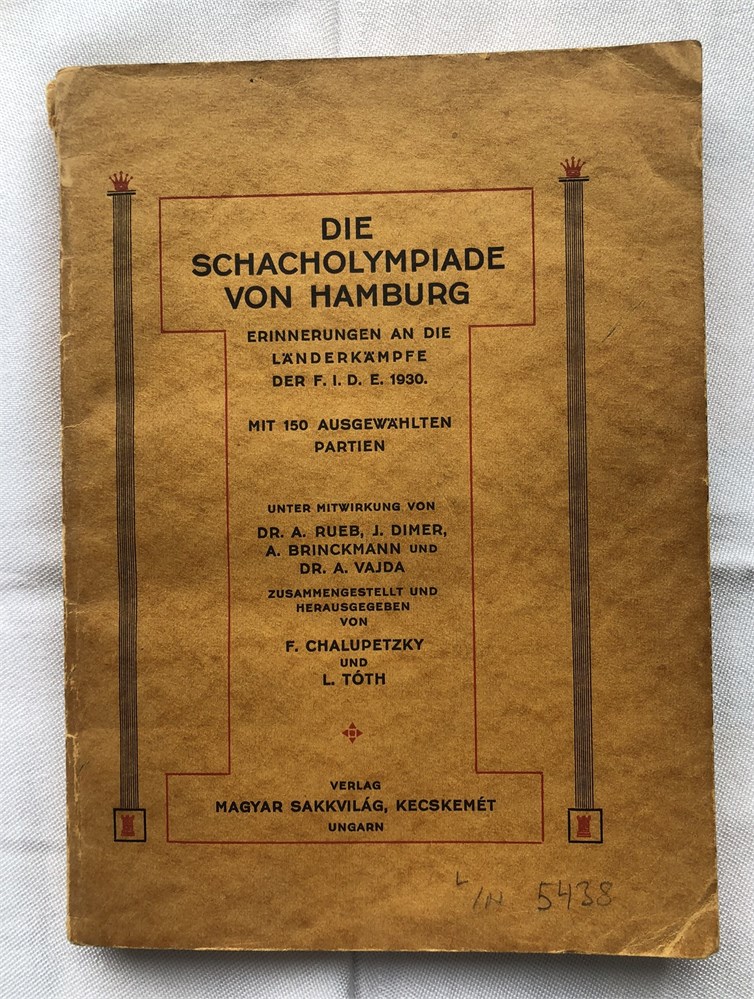 DIE
SCHACHOLYMPIADE
VON HAMBURG
ERINNERUNGEN AN DIE
LÄNDERKÄMPFE
DER F. I. D. E. 1930.
MIT 150 AUSGEWÄHLTEN
PARTIEN
UNTER MITWIRKUNG VON
DR. A. RUEB, J. DIMER,
A. BRINCKMANN UND
DR. A. VAJDA
ZUSAMMENGESTELLT UND
HERAUSGEGEBEN
VON
F. CHALUPETZKY
UND
L. TÓTH
VERLAG
MAGYAR SAKKVILÁG, KECSKEMÉT
UNGARN
5438